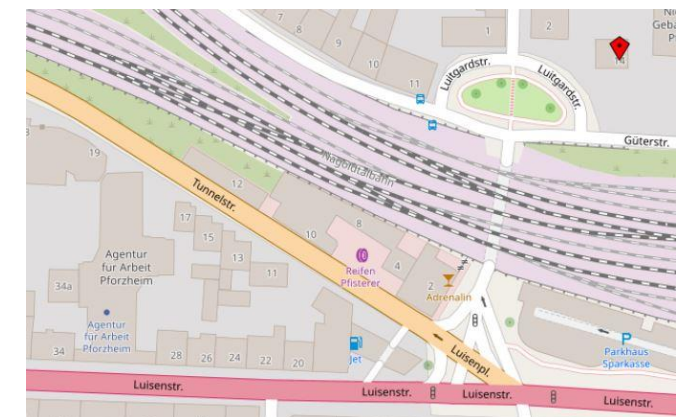 7
8
9
10
11
1
2
Luitgardstr.
Luitgardstr.
14
Güterstr.
Nagoldtalbahn
Tunnelstr.
19
12
8
10
17
15
13
11
Reifen
Pfisterer
4
2
Adrenalin
Agentur
für Arbeit
Pforzheim
34a
Agentur
für Arbeit
Pforzheim
34
28
26
24
22
20
Jet
Luisenpl.
Parkhaus
Sparkasse
Luisenstr.
Luisenstr.
Luisenstr.
Luisenstr.